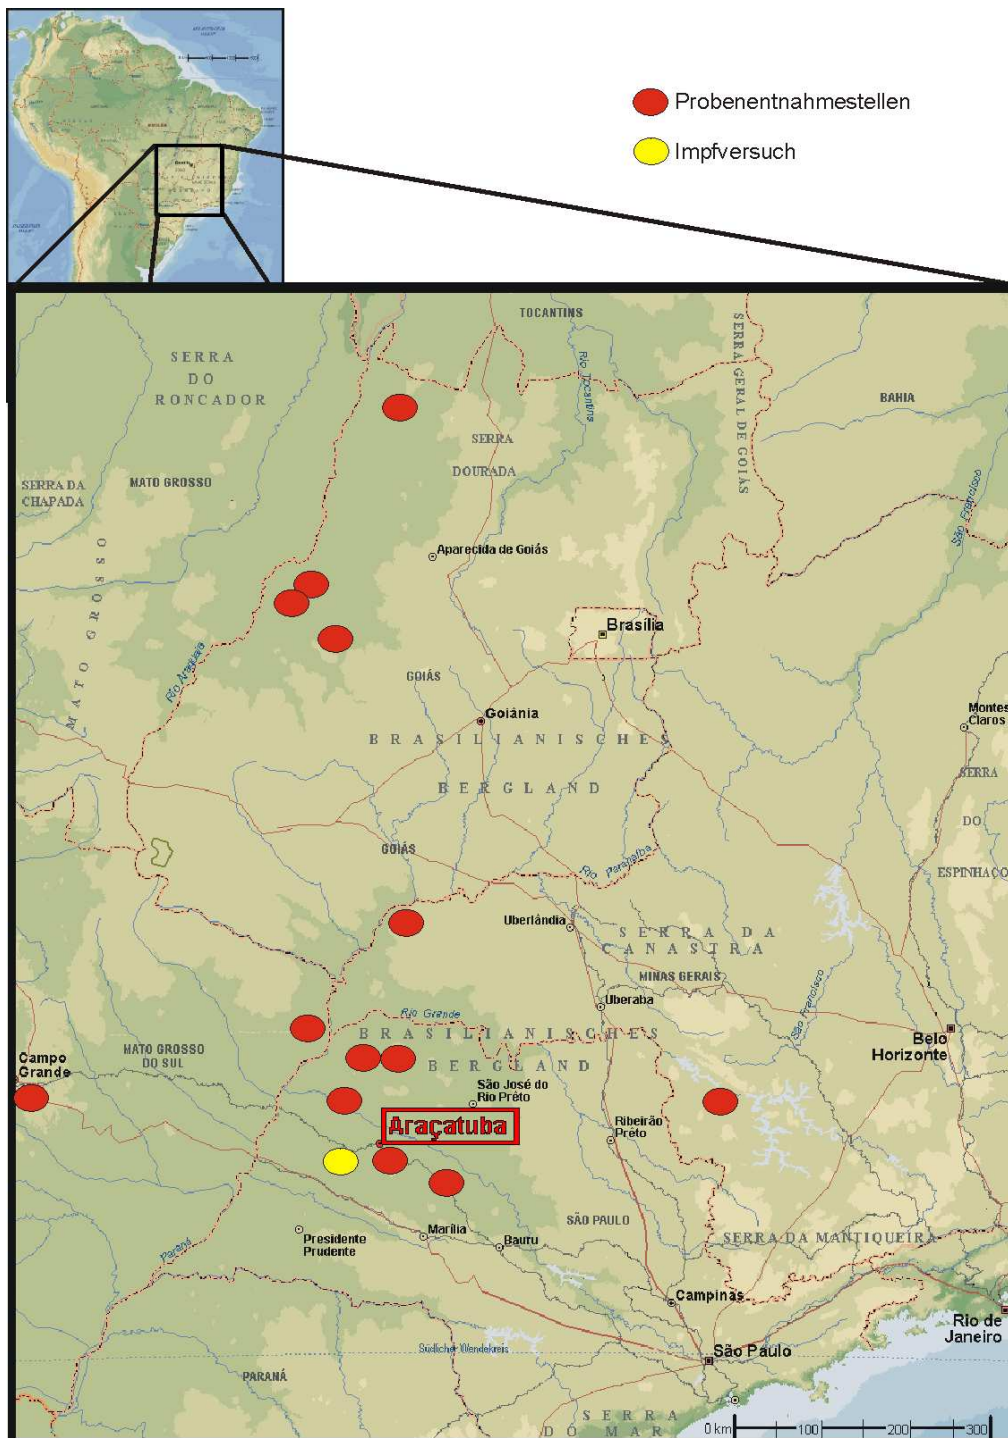 Probenentnahmestellen
Impfversuch
TOCANTINS
SERRA
DO
RONCADOR
Rio Tocantins
SERRA GERAL DE GOIÁS
BAHIA
SERRA
DOURADA
SERRA DA
CHAPADA
MATO GROSSO
São Francisco
MATO GROSSO
Aparecida de Goiás
Brasília
Rio Araguaia
GOIÁS
Goiânia
Montes
Claros
BRASILIANISCHES
BERGLAND
SERRA
DO
ESPINHAÇO
GOIÁS
Rio Paranaíba
Uberlândia
SERRA DA
CANASTRA
MINAS GERAIS
Uberaba
São Francisco
Rio Grande
BRASILIANISCHES
BERGLAND
Belo
Horizonte
MATO GROSSO
DO SUL
Campo
Grande
São José do
Rio Prêto
Araçatuba
Ribeirão
Prêto
SÃO PAULO
Presidente
Prudente
Marília
Bauru
SERRA DA MANTIQUEIRA
Paraná
Campinas
Rio de
Janeiro
São Paulo
Südlicher Wendekreis
PARANÁ
SERRA
DO MAR
0 km 100 200 300